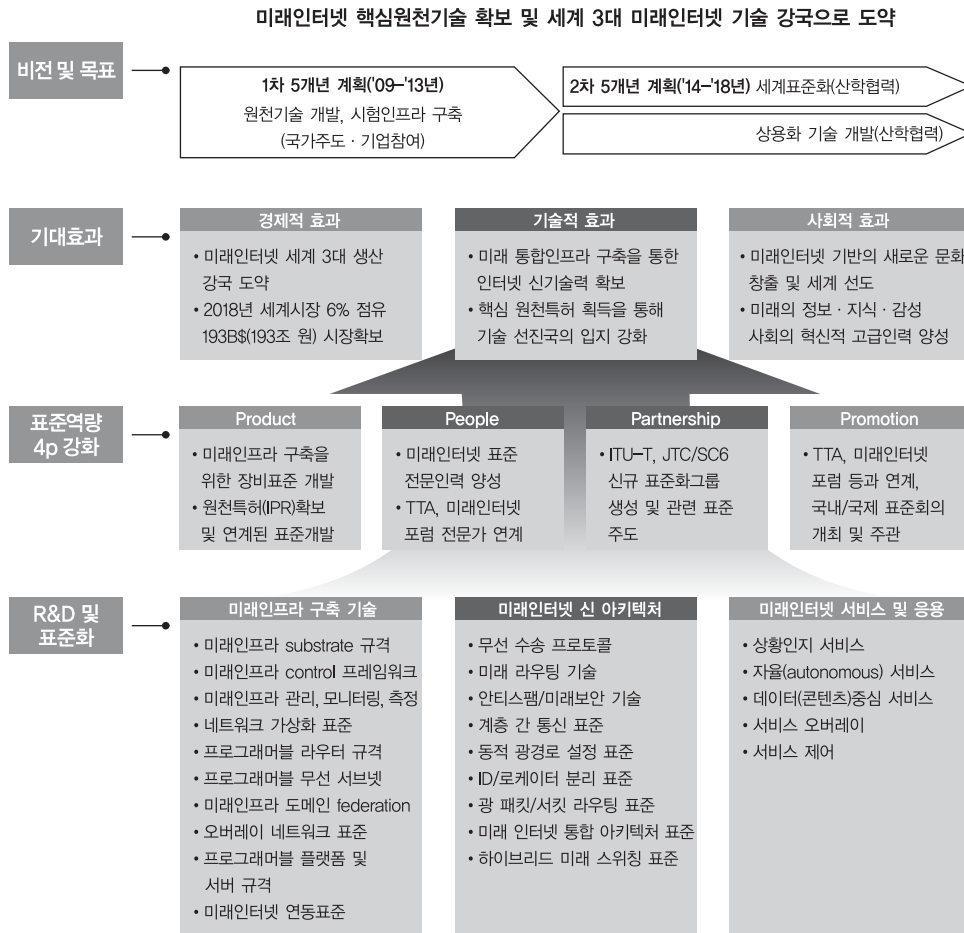 미래인터넷 핵심원천기술 확보 및 세계 3대 미래인터넷 기술 강국으로 도약
비전 및 목표
1차 5개년 계획('09–'13년)
원천기술 개발, 시험인프라 구축
(국가주도 · 기업참여)
2차 5개년 계획('14–'18년) 세계표준화(산학협력)
상용화 기술 개발(산학협력)
기대효과
경제적 효과
• 미래인터넷 세계 3대 생산
강국 도약
• 2018년 세계시장 6% 점유
193B$(193조 원) 시장확보
기술적 효과
• 미래 통합인프라 구축을 통한
인터넷 신기술력 확보
• 핵심 원천특허 획득을 통해
기술 선진국의 입지 강화
사회적 효과
• 미래인터넷 기반의 새로운 문화
창출 및 세계 선도
• 미래의 정보 · 지식 · 감성
사회의 혁신적 고급인력 양성
표준역량
4p 강화
Product
• 미래인프라 구축을
위한 장비표준 개발
• 원천특허(IPR)확보
및 연계된 표준개발
People
• 미래인터넷 표준
전문인력 양성
• TTA, 미래인터넷
포럼 전문가 연계
Partnership
• ITU–T, JTC/SC6
신규 표준화그룹
생성 및 관련 표준
주도
Promotion
• TTA, 미래인터넷
포럼 등과 연계,
국내/국제 표준회의
개최 및 주관
R&D 및
표준화
미래인프라 구축 기술
• 미래인프라 substrate 규격
• 미래인프라 control 프레임워크
• 미래인프라 관리, 모니터링, 측정
• 네트워크 가상화 표준
• 프로그래머블 라우터 규격
• 프로그래머블 무선 서브넷
• 미래인프라 도메인 federation
• 오버레이 네트워크 표준
• 프로그래머블 플랫폼 및
서버 규격
• 미래인터넷 연동표준
미래인터넷 신 아키텍처
• 무선 수송 프로토콜
• 미래 라우팅 기술
• 안티스팸/미래보안 기술
• 계층 간 통신 표준
• 동적 광경로 설정 표준
• ID/로케이터 분리 표준
• 광 패킷/서킷 라우팅 표준
• 미래 인터넷 통합 아키텍처 표준
• 하이브리드 미래 스위칭 표준
미래인터넷 서비스 및 응용
• 상황인지 서비스
• 자율(autonomous) 서비스
• 데이터(콘텐츠)중심 서비스
• 서비스 오버레이
• 서비스 제어